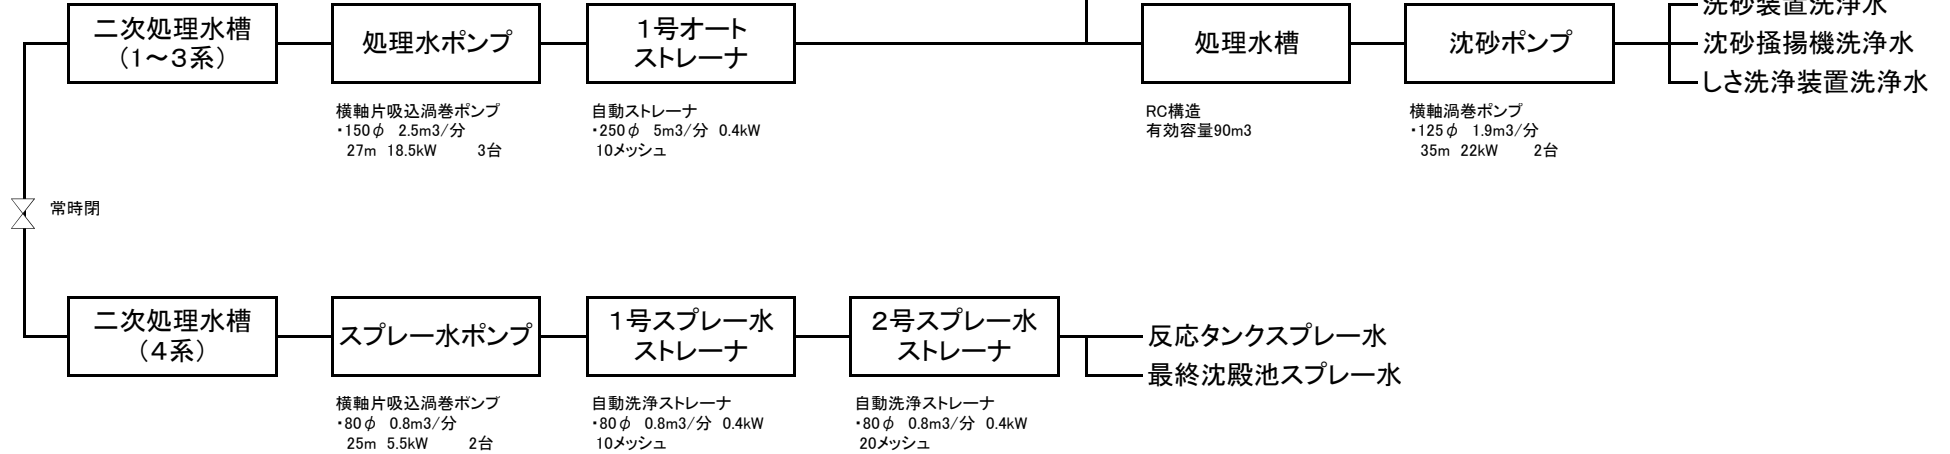 洗砂装置洗浄水
二次処理水槽
（1～3系）
処理水ポンプ
1号オート
ストレーナ
処理水槽
沈砂ポンプ
沈砂掻揚機洗浄水
しさ洗浄装置洗浄水
横軸片吸込渦巻ポンプ
・150φ 2.5m3/分
27m 18.5kW 3台
自動ストレーナ
・250φ 5m3/分 0.4kW
10メッシュ
RC構造
有効容量90m3
横軸渦巻ポンプ
・125φ 1.9m3/分
35m 22kW 2台
常時閉
二次処理水槽
（4系）
スプレー水ポンプ
1号スプレー水
ストレーナ
2号スプレー水
ストレーナ
反応タンクスプレー水
最終沈殿池スプレー水
横軸片吸込渦巻ポンプ
・80φ 0.8m3/分
25m 5.5kW 2台
自動洗浄ストレーナ
・80φ 0.8m3/分 0.4kW
10メッシュ
自動洗浄ストレーナ
・80φ 0.8m3/分 0.4kW
20メッシュ